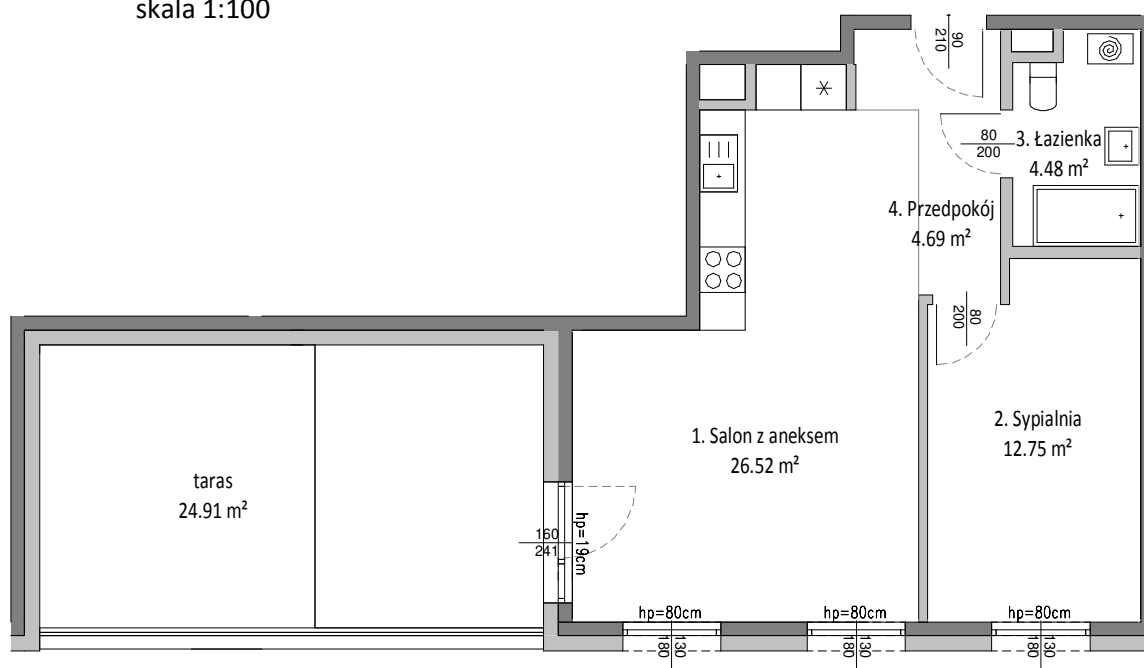 skala 1:100
90
210
80
200
3. Łazienka
4.48 m²
4. Przedpokój
4.69 m²
80
200
1. Salon z aneksem
26.52 m²
2. Sypialnia
12.75 m²
taras
24.91 m²
160
241
hp=19cm
hp=80cm
hp=80cm
hp=80cm
180
130
180
130
180
130